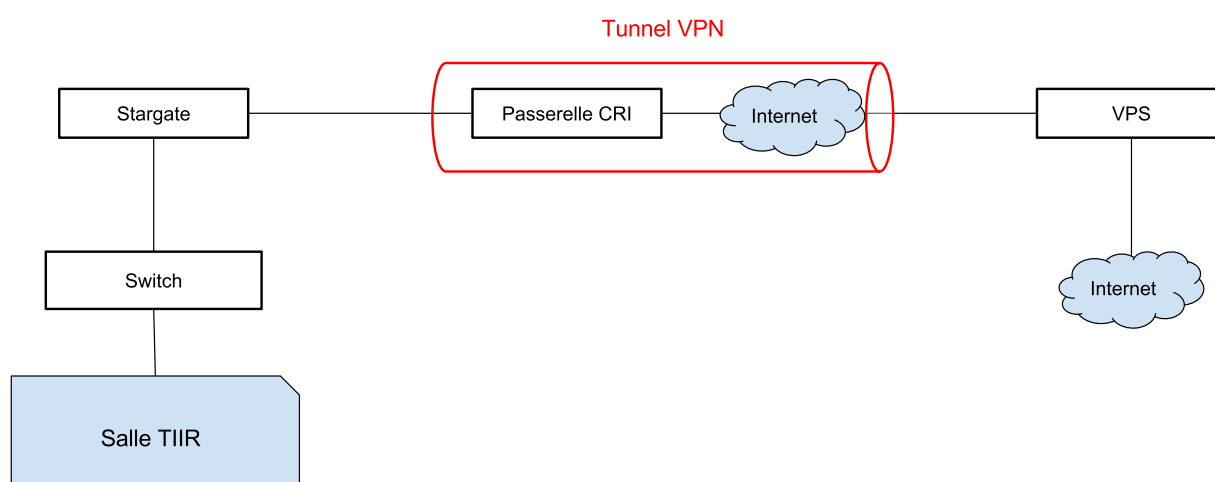 Tunnel VPN
Stargate
Passerelle CRI
Internet
VPS
Switch
Internet
Salle TIIR